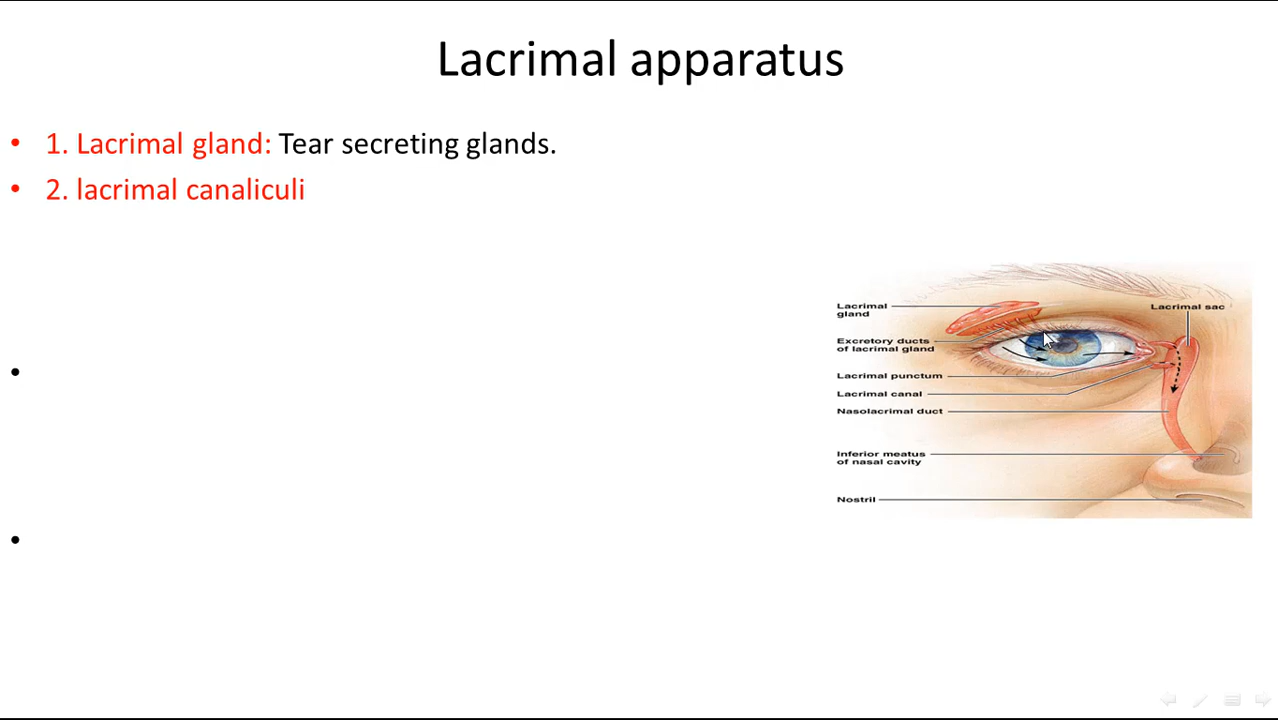 Lacrimal apparatus
• 1. Lacrimal gland: Tear secreting glands.
• 2. lacrimal canaliculi
•
•
Lacrimal
gland
Lacrimal sac
Excretory ducts
of lacrimal gland
Lacrimal punctum
Lacrimal canal
Nasolacrimal duct
Inferior meatus
of nasal cavity
Nostril